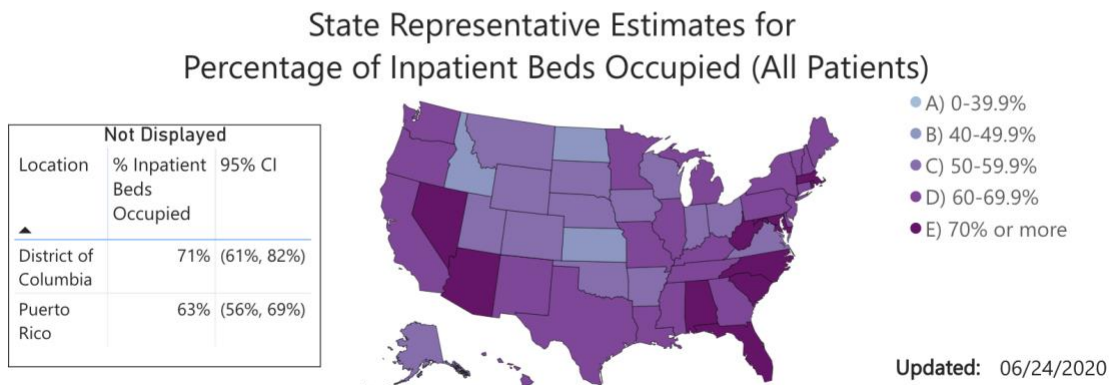 State Representative Estimates for
Percentage of Inpatient Beds Occupied (All Patients)
Not Displayed
Location
% Inpatient
Beds
Occupied
95% CI
District of
Columbia
71%
(61%, 82%)
Puerto
Rico
63%
(56%, 69%)
A) 0-39.9%
B) 40-49.9%
C) 50-59.9%
D) 60-69.9%
E) 70% or more
Updated: 06/24/2020